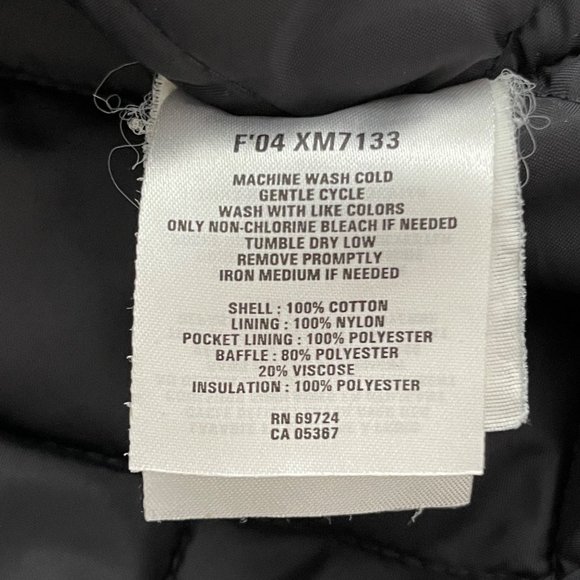 F'04 XM7133
MACHINE WASH COLD
GENTLE CYCLE
WASH WITH LIKE COLORS
ONLY NON-CHLORINE BLEACH IF NEEDED
TUMBLE DRY LOW
REMOVE PROMPTLY
IRON MEDIUM IF NEEDED
SHELL : 100% COTTON
LINING : 100% NYLON
POCKET LINING : 100% POLYESTER
BAFFLE : 80% POLYESTER
20% VISCOSE
INSULATION : 100% POLYESTER
RN 69724
CA 05367